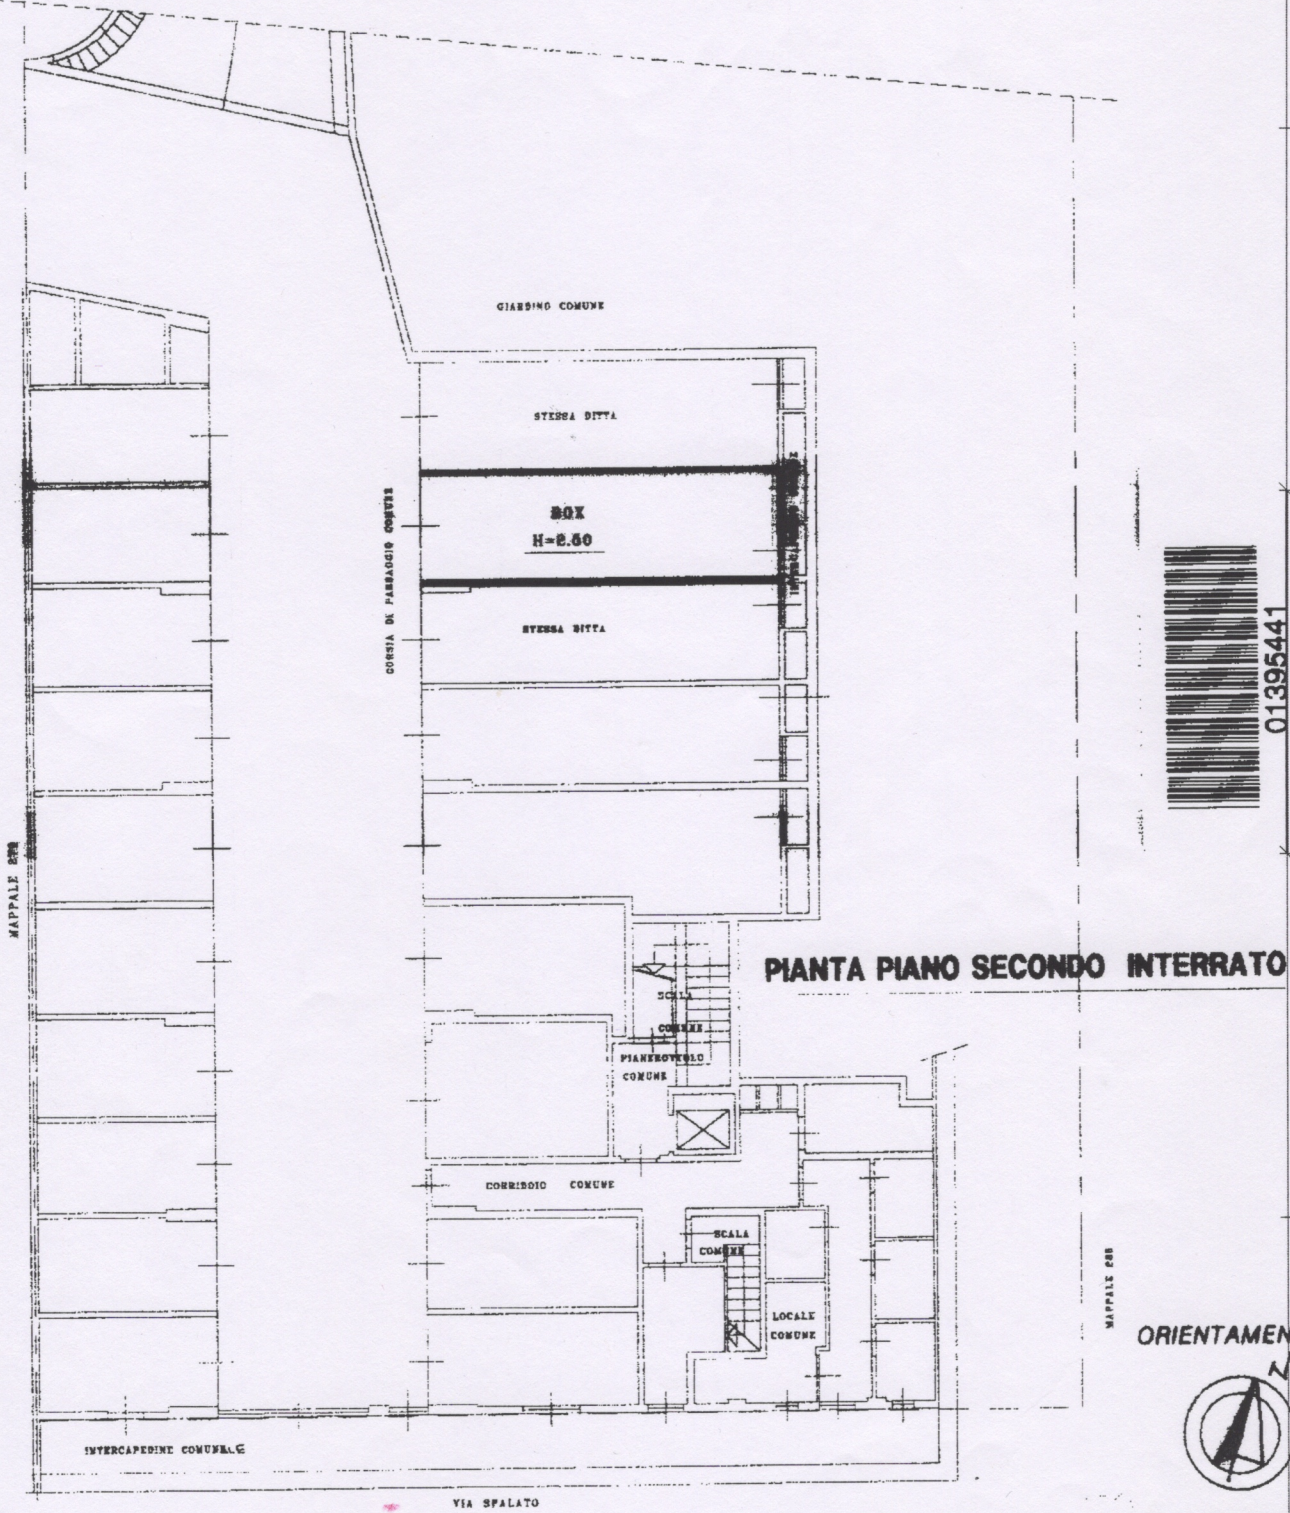 GIARDINO COMUNE
STESSA DITTA
BOX
H=2.50
CORSIA DI PASSAGGIO COMUNE
STESSA DITTA
01395441
MAPPALE
PIANTA PIANO SECONDO INTERRATO
SCALA
COMUNE
PIANEROTTOLO
COMUNE
CORRIDOIO COMUNE
SCALA
COMUNE
LOCALE
COMUNE
MAPPALE
ORIENTAMEN
N
INTERCAPEDINE COMUNALE
VIA SPALATO